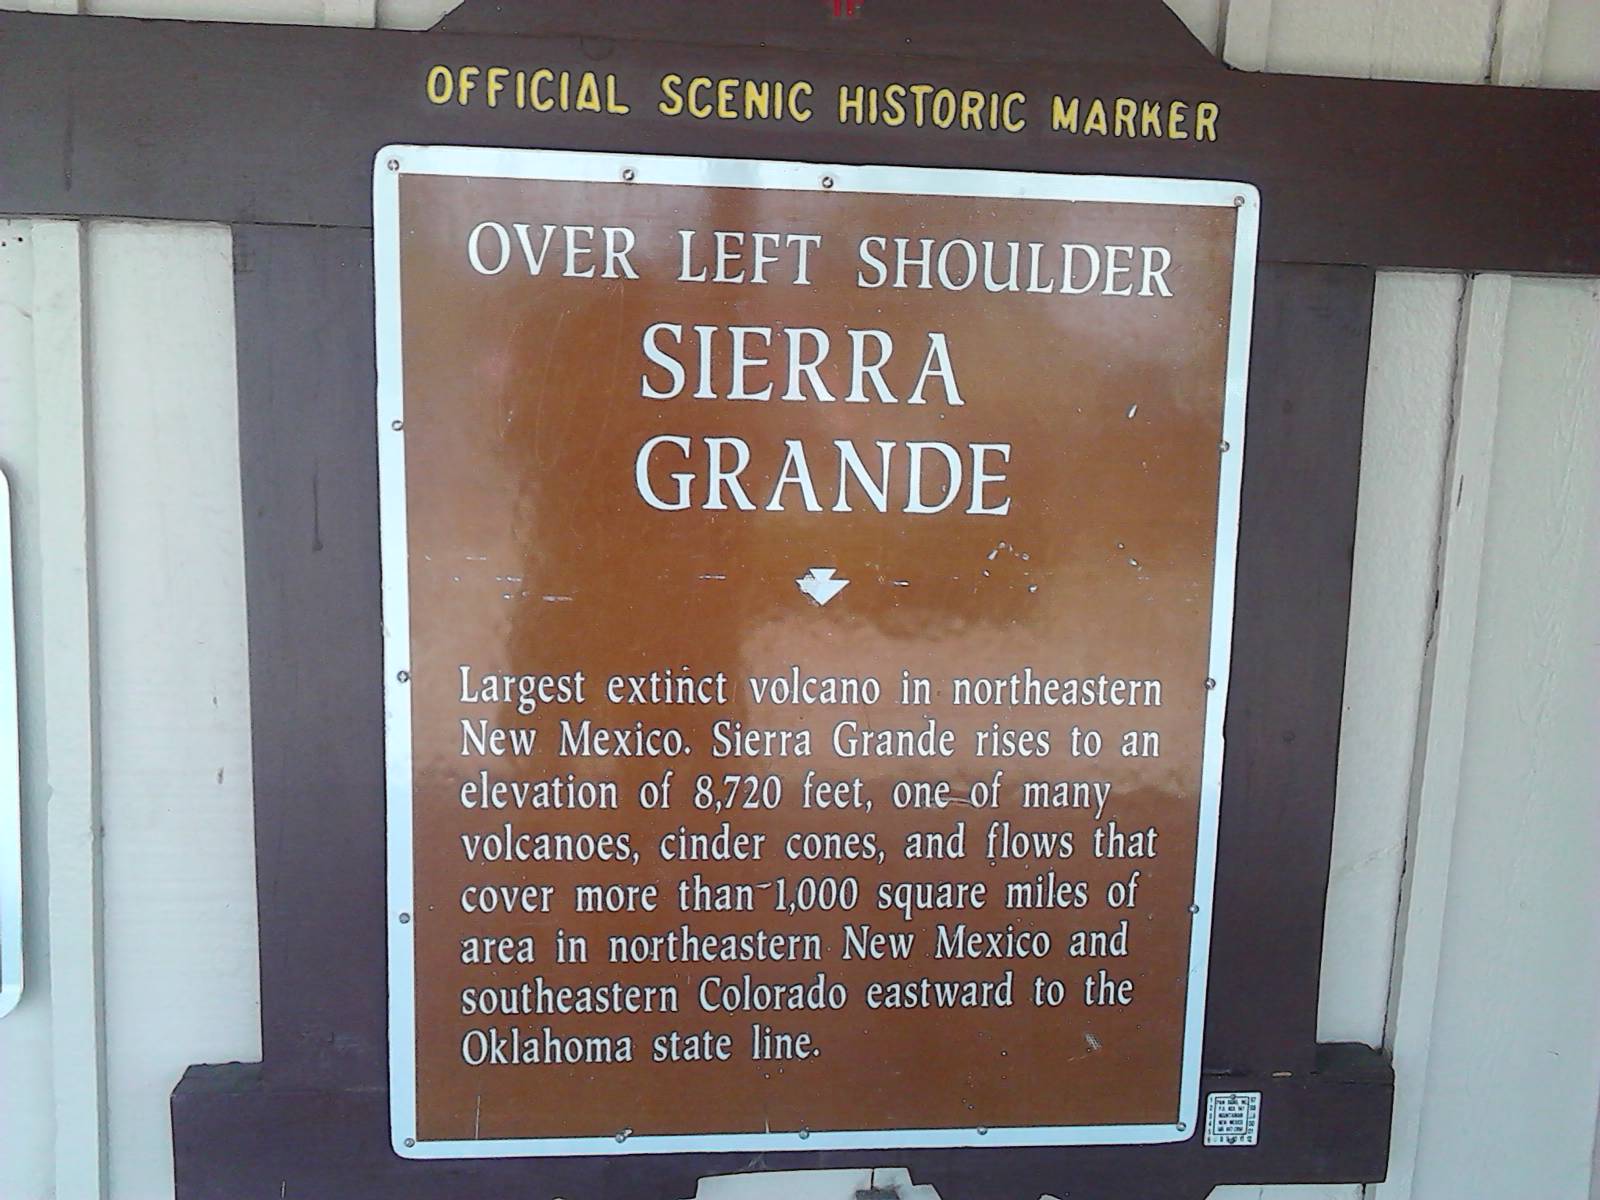 OFFICIAL SCENIC HISTORIC MARKER
OVER LEFT SHOULDER
SIERRA
GRANDE
Largest extinct volcano in northeastern
New Mexico. Sierra Grande rises to an
elevation of 8,720 feet, one of many
volcanoes, cinder cones, and flows that
cover more than 1,000 square miles of
area in northeastern New Mexico and
southeastern Colorado eastward to the
Oklahoma state line.
NEW MEXICO